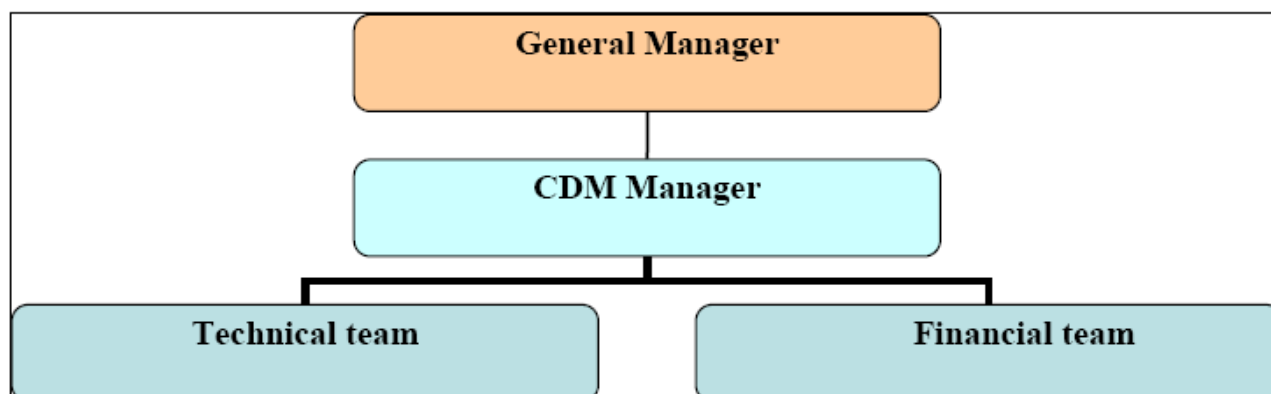 General Manager
CDM Manager
Technical team
Financial team